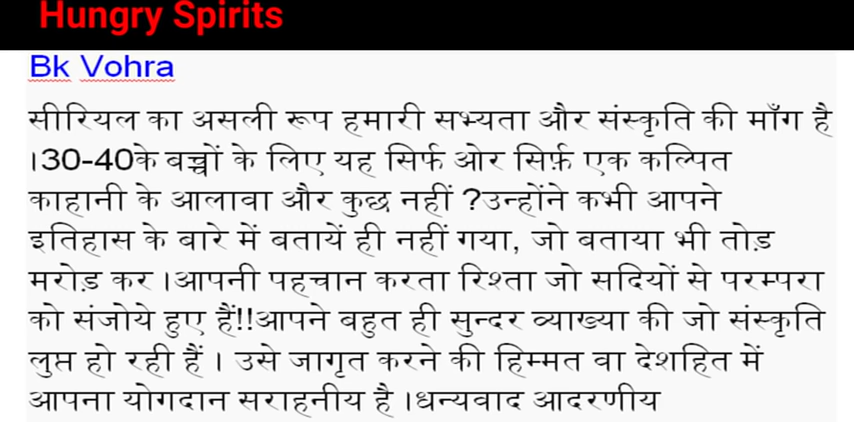 Hungry Spirits
Bk Vohra
सीरियल का असली रूप हमारी सभ्यता और संस्कृति की माँग है
।30-40के बच्चों के लिए यह सिर्फ ओर सिर्फ़ एक कल्पित
काहानी के आलावा और कुछ नहीं ?उन्होंने कभी आपने
इतिहास के बारे में बतायें ही नहीं गया, जो बताया भी तोड़
मरोड़ कर ।आपनी पहचान करता रिश्ता जो सदियों से परम्परा
को संजोये हुए हैं!!आपने बहुत ही सुन्दर व्याख्या की जो संस्कृति
लुप्त हो रही हैं । उसे जागृत करने की हिम्मत वा देशहित में
आपना योगदान सराहनीय है ।धन्यवाद आदरणीय